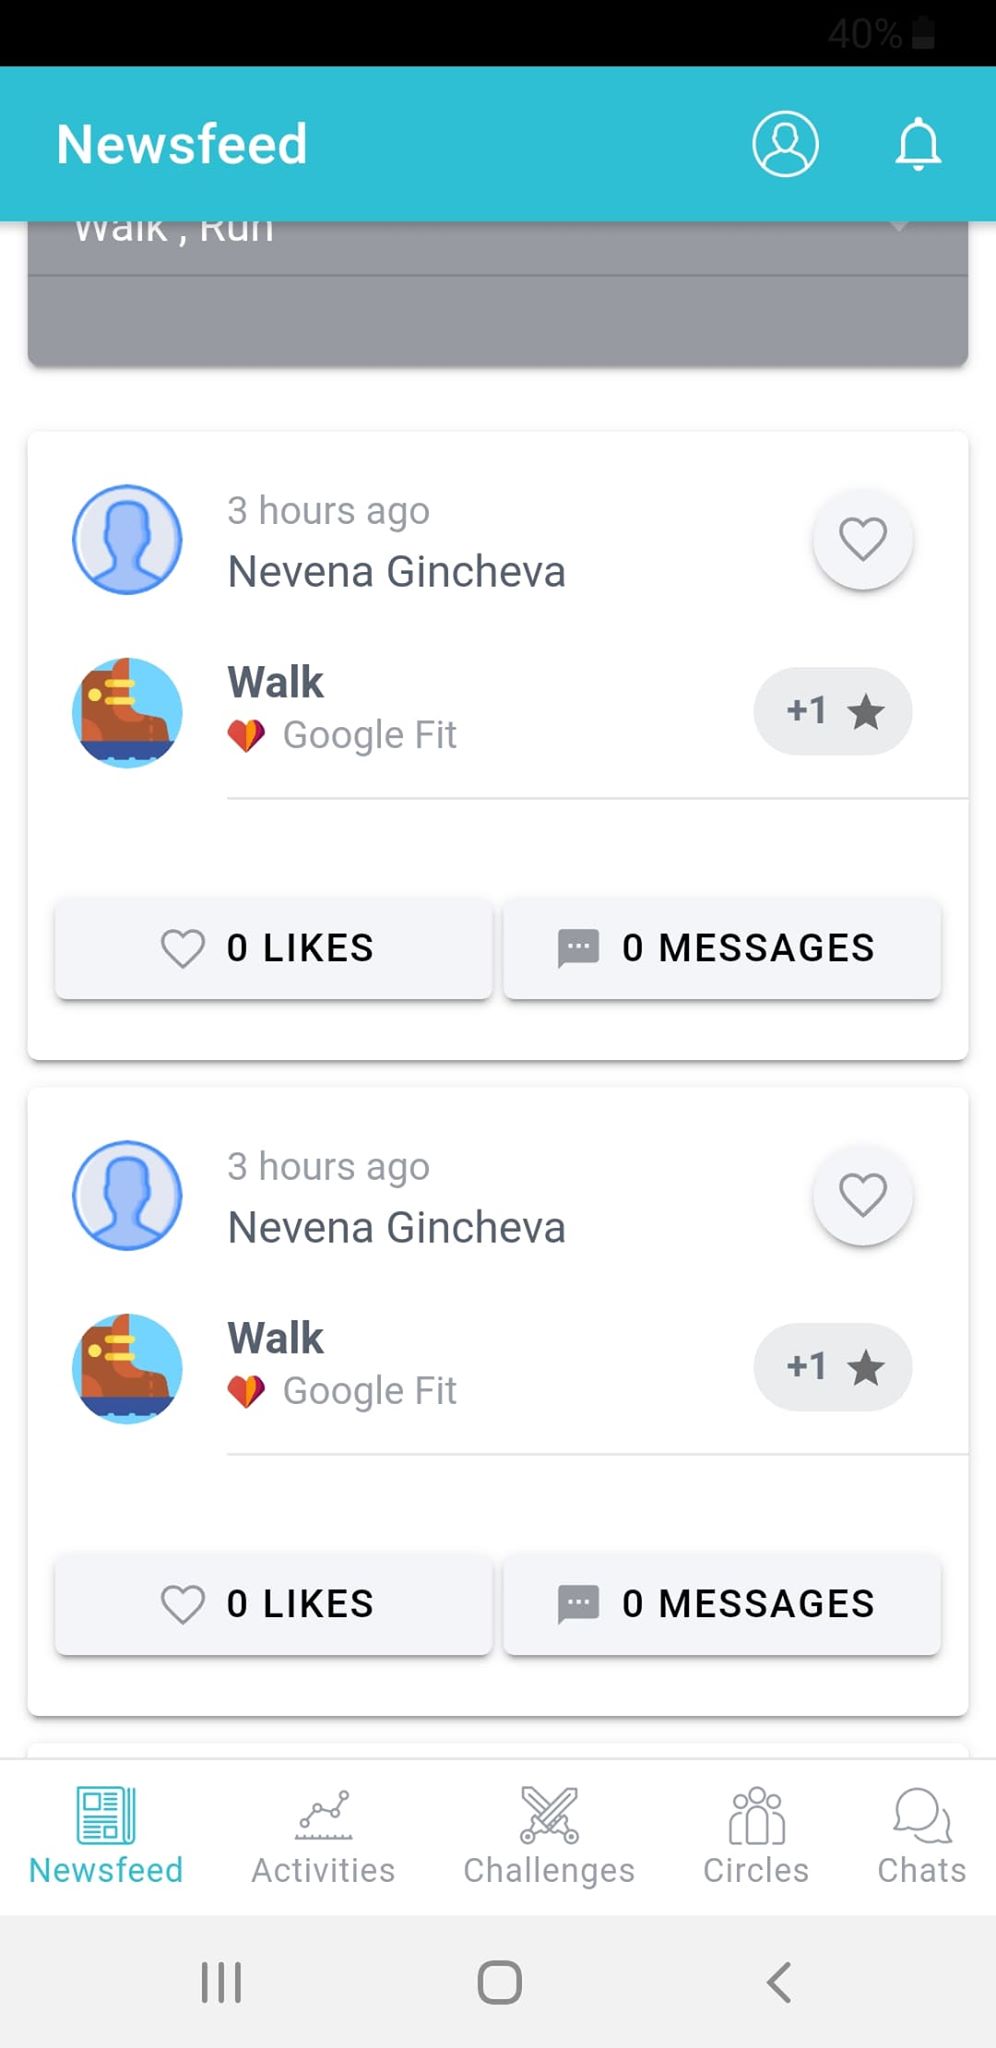 40%
Newsfeed
Walk , Run
3 hours ago
Nevena Gincheva
Walk
Google Fit
+1
0 LIKES
0 MESSAGES
3 hours ago
Nevena Gincheva
Walk
Google Fit
+1
0 LIKES
0 MESSAGES
Newsfeed
Activities
Challenges
Circles
Chats